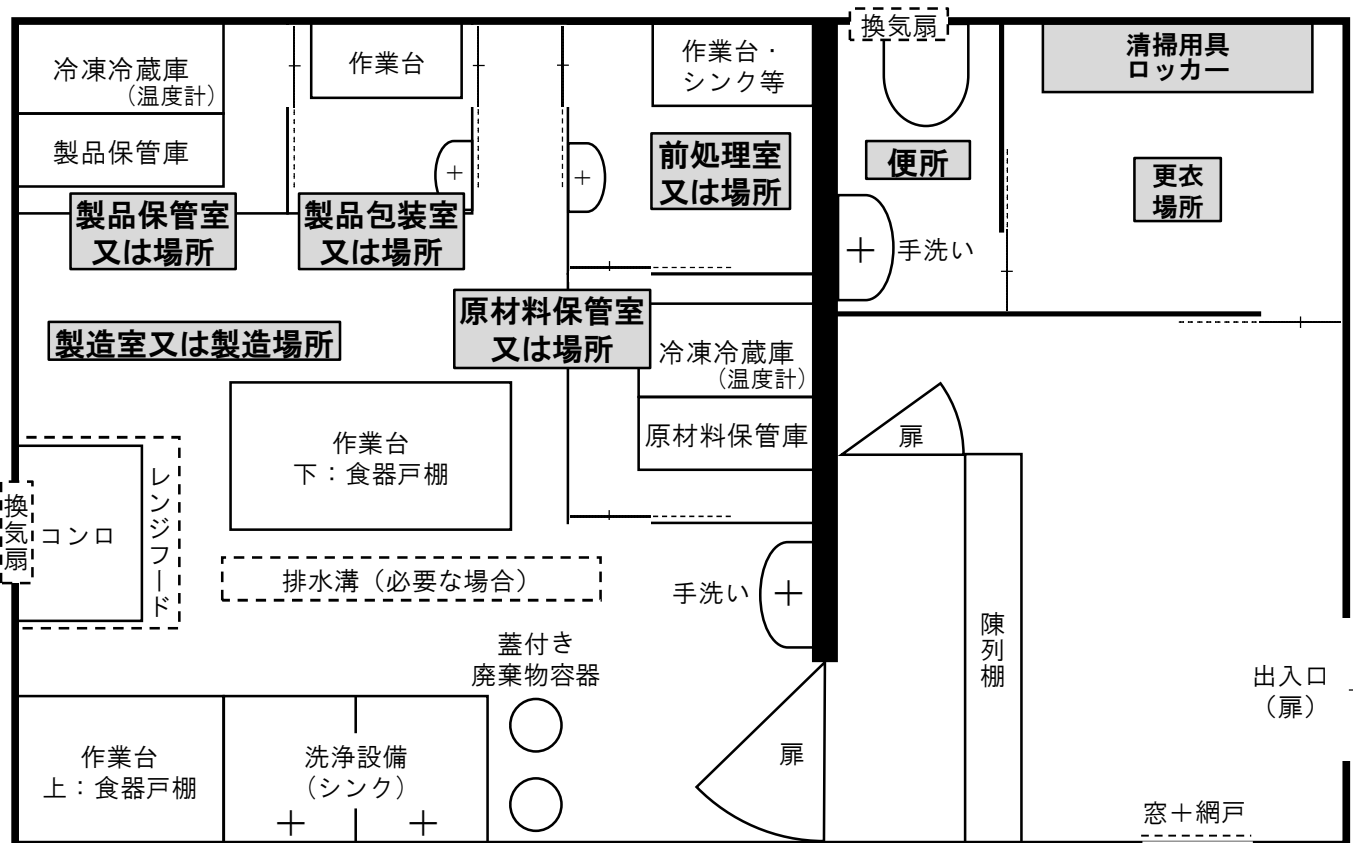 冷凍冷蔵庫
（温度計）
製品保管庫
製品保管室
又は場所
作業台
製品包装室
又は場所
作業台・
シンク等
前処理室
又は場所
換気扇
便所
手洗い
清掃用具
ロッカー
更衣
場所
製造室又は製造場所
原材料保管室
又は場所
冷凍冷蔵庫
（温度計）
原材料保管庫
作業台
下：食器戸棚
換気扇
コンロ
レンジフード
排水溝（必要な場合）
手洗い
蓋付き
廃棄物容器
作業台
上：食器戸棚
洗浄設備
（シンク）
扉
扉
陳列棚
出入口
（扉）
窓＋網戸